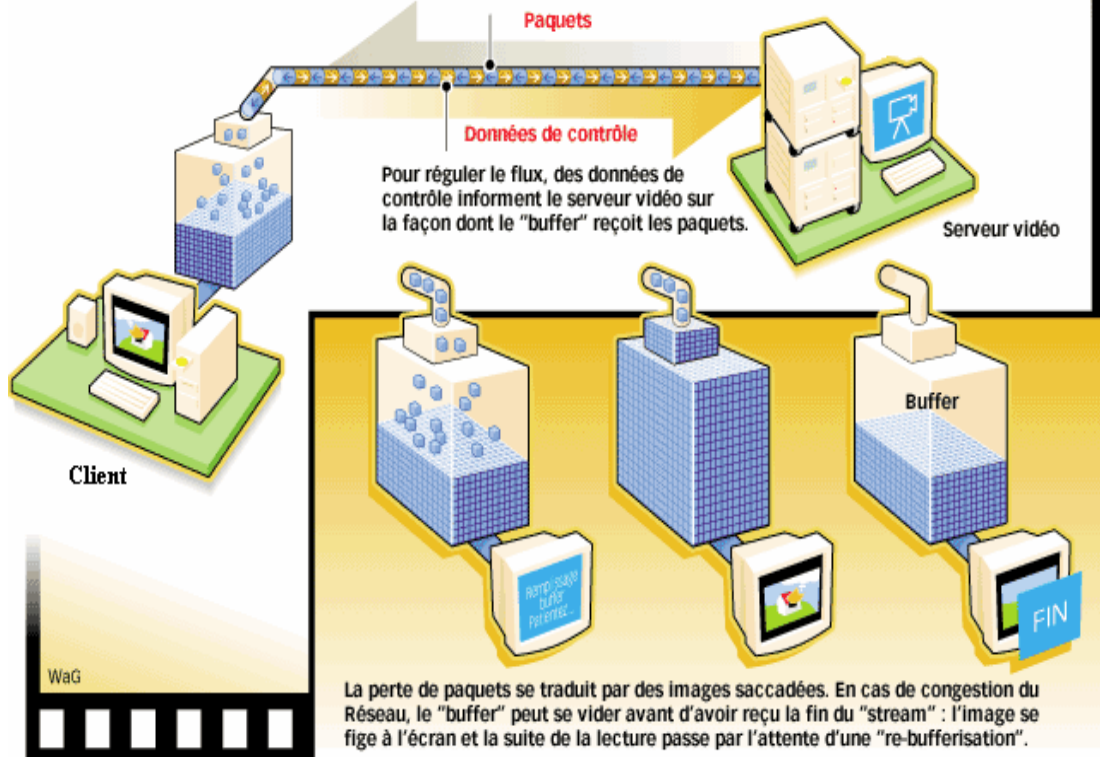 Paquets
Données de contrôle
Pour réguler le flux, des données de
contrôle informent le serveur vidéo sur
la façon dont le "buffer" reçoit les paquets.
Serveur vidéo
Client
Buffer
Remplissage
buffer
Patientez...
FIN
WaG
La perte de paquets se traduit par des images saccadées. En cas de congestion du
Réseau, le "buffer" peut se vider avant d'avoir reçu la fin du "stream" : l'image se
fige à l'écran et la suite de la lecture passe par l'attente d'une "re-bufferisation".